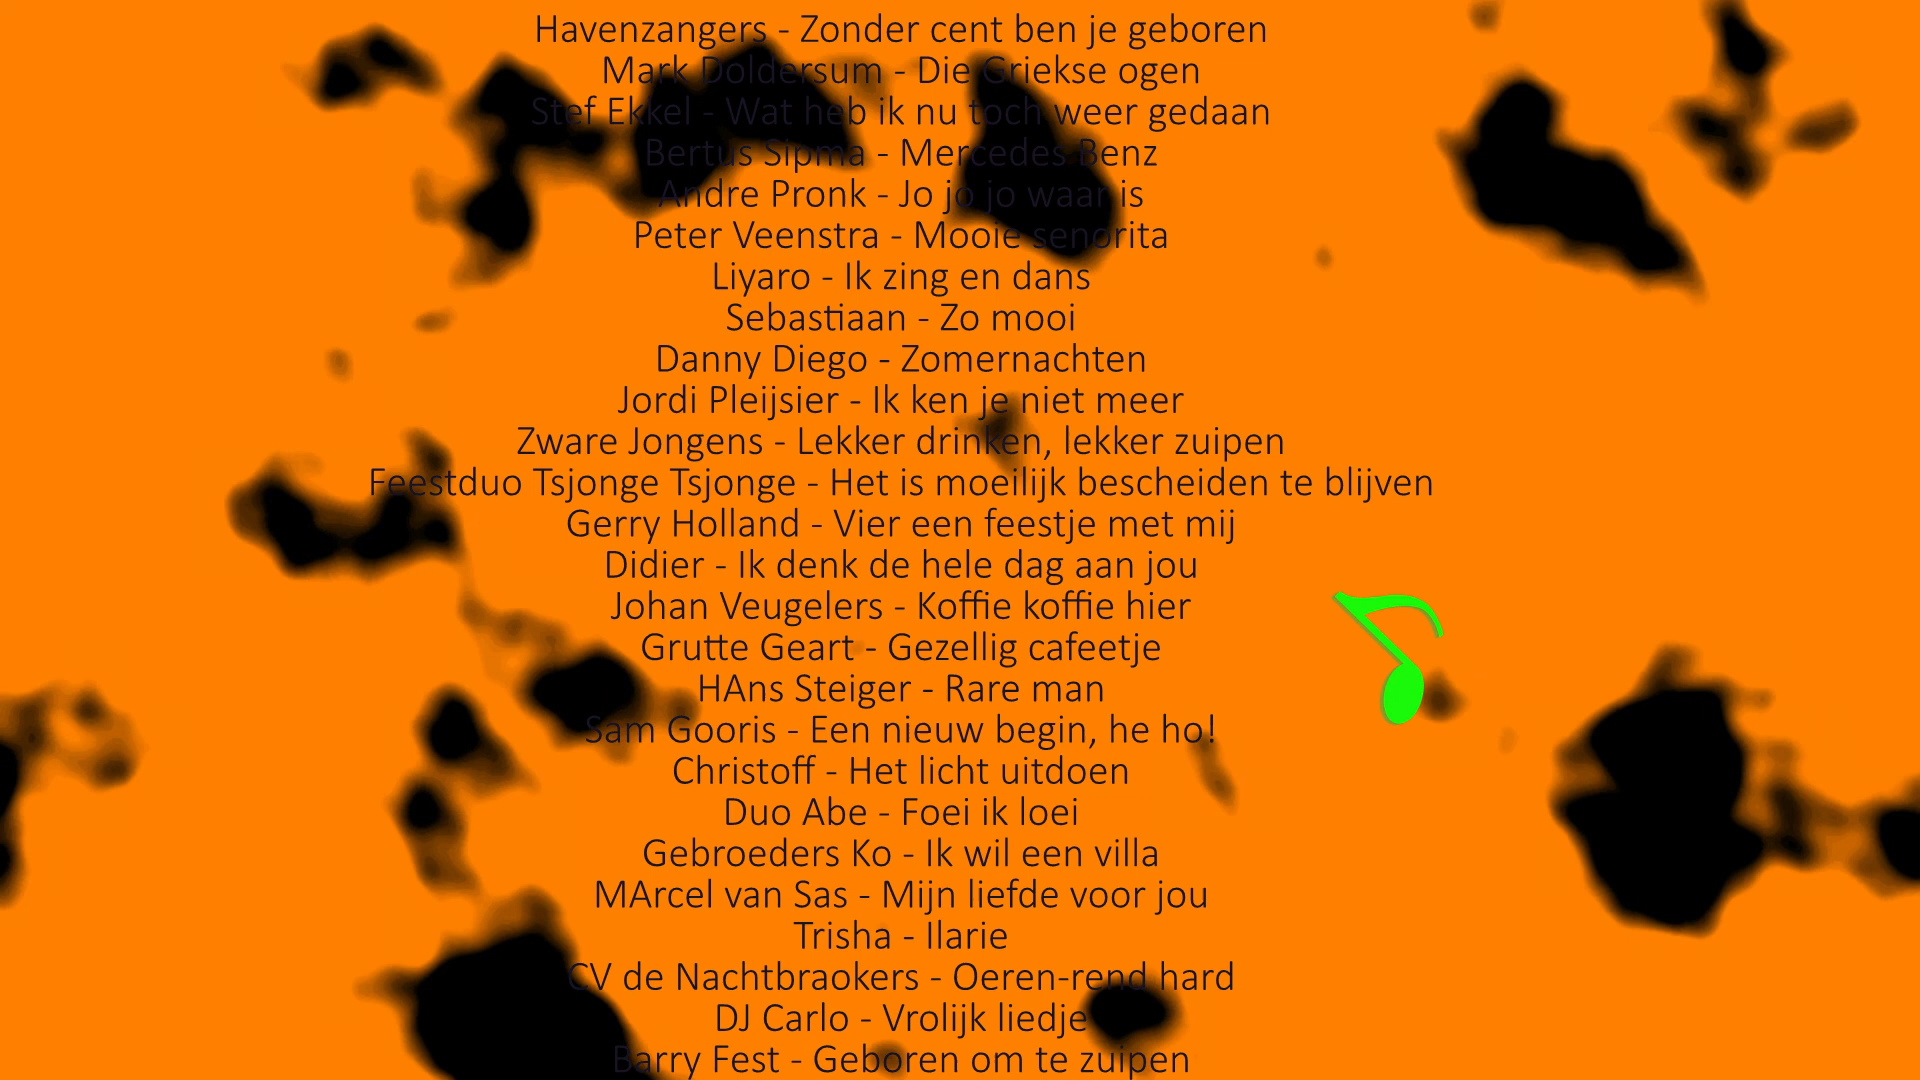 Havenzangers - Zonder cent ben je geboren
Mark Doldersum - Die Griekse ogen
Stef Ekkel - Wat heb ik nu toch weer gedaan
Bertus Sipma - Mercedes Benz
Andre Pronk - Jo jo jo waar is
Peter Veenstra - Mooie senorita
Liyaro - Ik zing en dans
Sebastiaan - Zo mooi
Danny Diego - Zomernachten
Jordi Pleijsier - Ik ken je niet meer
Zware Jongens - Lekker drinken, lekker zuipen
Feestduo Tsjonge Tsjonge - Het is moeilijk bescheiden te blijven
Gerry Holland - Vier een feestje met mij
Didier - Ik denk de hele dag aan jou
Johan Veugelers - Koffie koffie hier
Grutte Geart - Gezellig cafeetje
HAns Steiger - Rare man
Sam Gooris - Een nieuw begin, he ho!
Christoff - Het licht uitdoen
Duo Abe - Foei ik loei
Gebroeders Ko - Ik wil een villa
MArcel van Sas - Mijn liefde voor jou
Trisha - Ilarie
CV de Nachtbraokers - Oeren-rend hard
DJ Carlo - Vrolijk liedje
Barry Fest - Geboren om te zuipen